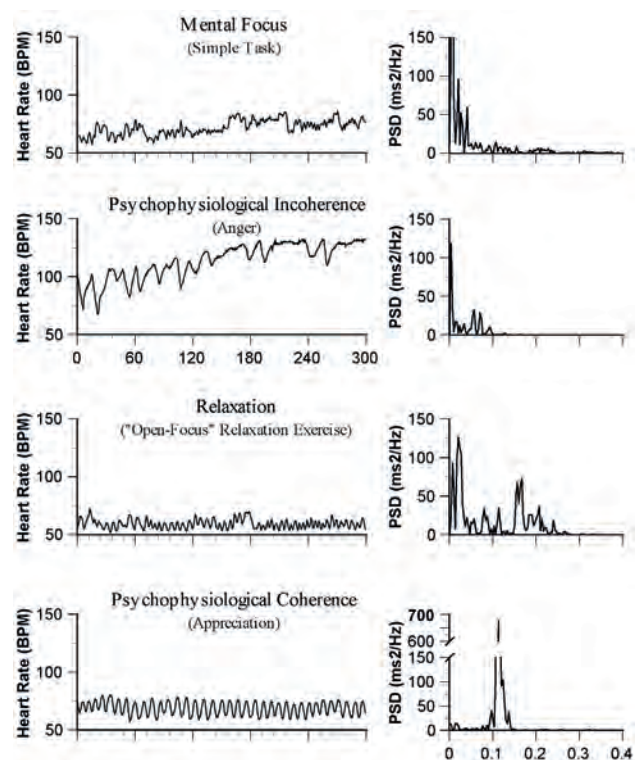 Mental Focus
(Simple Task)
Heart Rate (BPM)
150
100
50
PSD (ms2/Hz)
150
100
50
0
Psychophysiological Incoherence
(Anger)
Heart Rate (BPM)
150
100
50
0 60 120 180 240 300
PSD (ms2/Hz)
150
100
50
0
Relaxation
("Open-Focus" Relaxation Exercise)
Heart Rate (BPM)
150
100
50
PSD (ms2/Hz)
150
100
50
0
Psychophysiological Coherence
(Appreciation)
Heart Rate (BPM)
150
100
50
PSD (ms2/Hz)
700
600
150
100
50
0
0 0.1 0.2 0.3 0.4